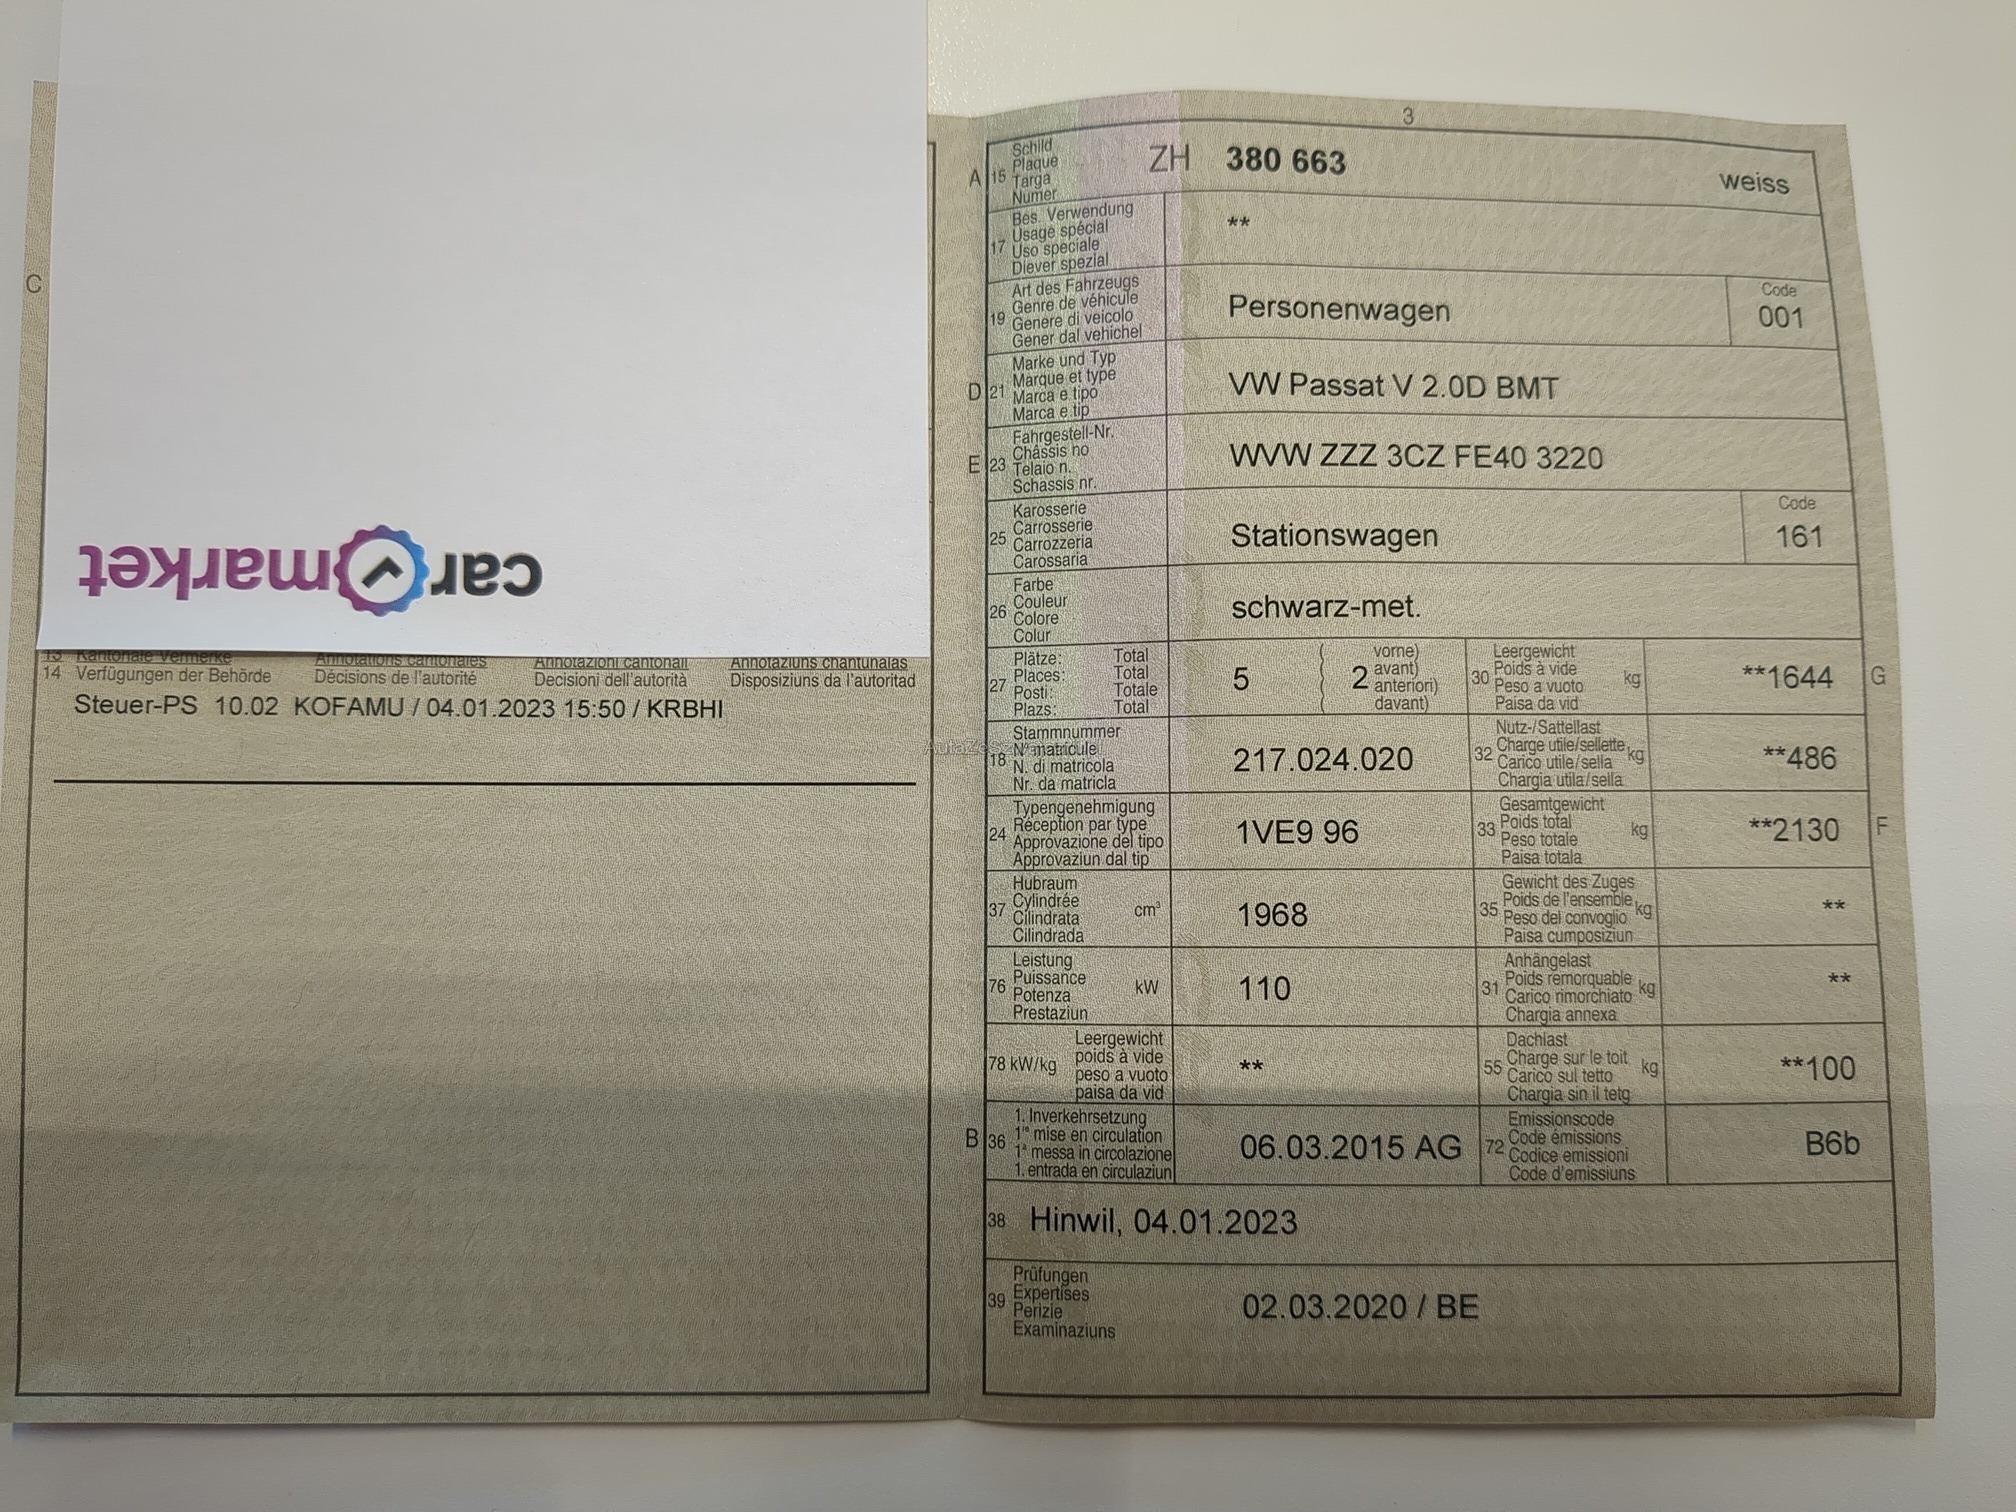 C
car market
13 Kantonale Vermerke Annotations cantonales Annotazioni cantonali Annotaziuns chantunalas
14 Verfügungen der Behörde Décisions de l'autorité Decisioni dell'autorità Disposiziuns da l'autoritad
Steuer-PS 10.02 KOFAMU / 04.01.2023 15:50 / KRBHI
3
A 15 Schild
Plaque
Targa
Numer
ZH 380 663 weiss
17 Bes. Verwendung
Usage spécial
Uso speciale
Diever spezial
**
19 Art des Fahrzeugs
Genre de véhicule
Genere di veicolo
Gener dal vehichel
Personenwagen
Code
001
D 21 Marke und Typ
Marque et type
Marca e tipo
Marca e tip
VW Passat V 2.0D BMT
E 23 Fahrgestell-Nr.
Châssis no
Telaio n.
Schassis nr.
WVW ZZZ 3CZ FE40 3220
25 Karosserie
Carrosserie
Carrozzeria
Carossaria
Stationswagen
Code
161
26 Farbe
Couleur
Colore
Colur
schwarz-met.
27 Plätze: Total
Places: Total
Posti: Totale
Plazs: Total
5 ( 2 vorne)
avant)
anteriori)
davant)
30 Leergewicht
Poids à vide
Peso a vuoto
Paisa da vid
kg
**1644 G
18 Stammnummer
N° matricule
N. di matricola
Nr. da matricla
217.024.020
32 Nutz-/Sattellast
Charge utile/sellette
Carico utile/sella
Chargia utila/sella
kg
**486
24 Typengenehmigung
Réception par type
Approvazione del tipo
Approvaziun dal tip
1VE9 96
33 Gesamtgewicht
Poids total
Peso totale
Paisa totala
kg
**2130 F
37 Hubraum
Cylindrée
Cilindrata
Cilindrada
cm³
1968
35 Gewicht des Zuges
Poids de l'ensemble
Peso del convoglio
Paisa cumposiziun
kg
**
76 Leistung
Puissance
Potenza
Prestaziun
kW
110
31 Anhängelast
Poids remorquable
Carico rimorchiato
Chargia annexa
kg
**
78 kW/kg Leergewicht
poids à vide
peso a vuoto
paisa da vid
**
55 Dachlast
Charge sur le toit
Carico sul tetto
Chargia sin il tetg
kg
**100
B 36 1. Inverkehrsetzung
1re mise en circulation
1a messa in circolazione
1. entrada en circulaziun
06.03.2015 AG
72 Emissionscode
Code émissions
Codice emissioni
Code d'emissiuns
B6b
38 Hinwil, 04.01.2023
39 Prüfungen
Expertises
Perizie
Examinaziuns
02.03.2020 / BE